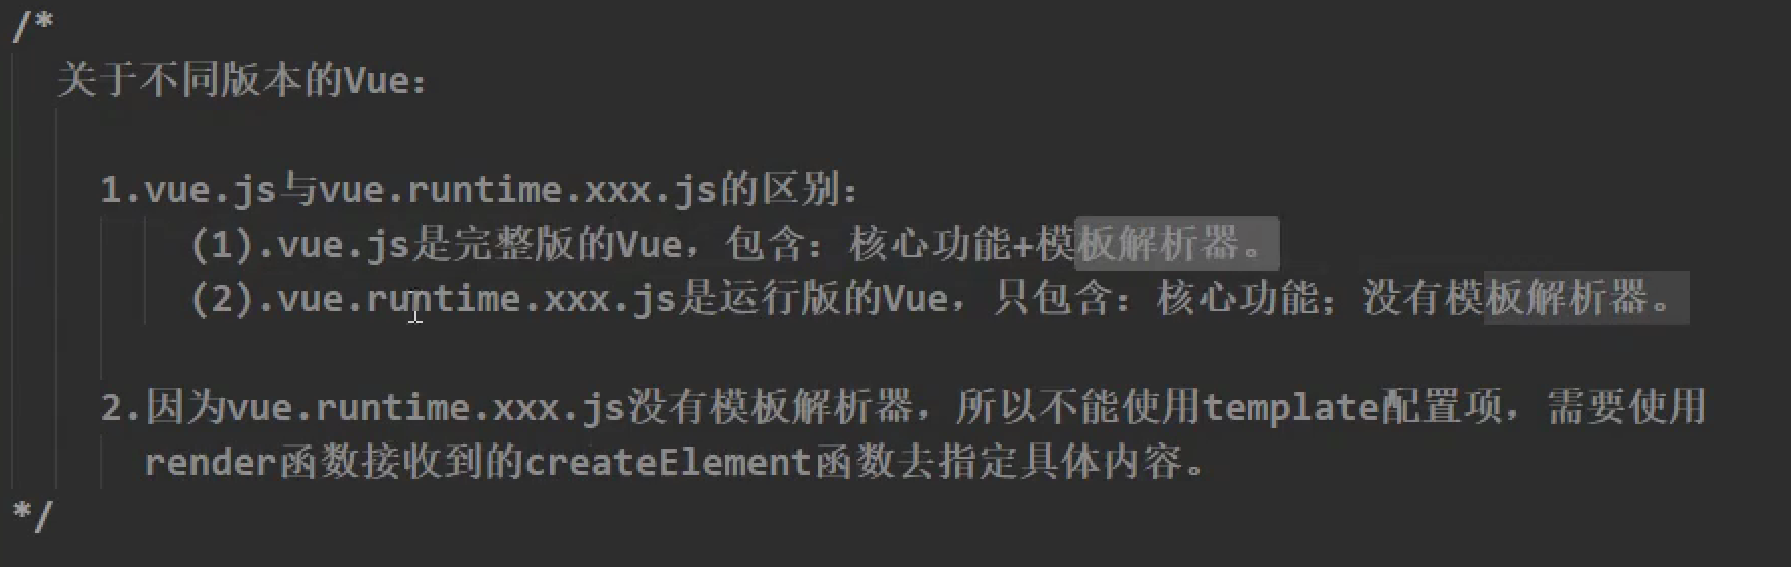 /*
关于不同版本的Vue：
1.vue.js与vue.runtime.xxx.js的区别：
(1).vue.js是完整版的Vue，包含：核心功能+模板解析器。
(2).vue.runtime.xxx.js是运行版的Vue，只包含：核心功能；没有模板解析器。
2.因为vue.runtime.xxx.js没有模板解析器，所以不能使用template配置项，需要使用
render函数接收到的createElement函数去指定具体内容。
*/